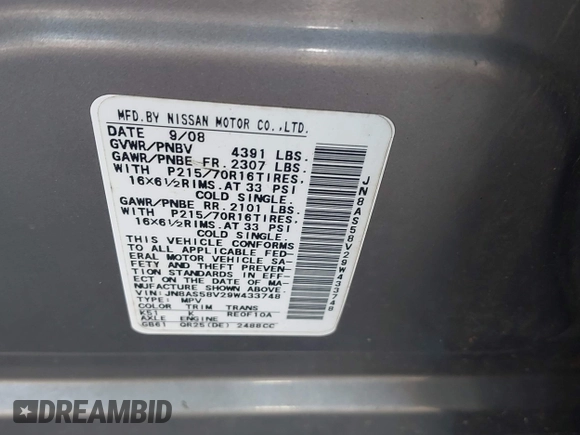 MFD.BY NISSAN MOTOR CO.,LTD.
DATE 9/08
GVWR/PNBV 4391 LBS.
GAWR/PNBE FR. 2307 LBS.
WITH P215/70R16TIRES.
16×6½RIMS.AT 33 PSI
COLD SINGLE.
GAWR/PNBE RR. 2101 LBS.
WITH P215/70R16TIRES.
16×6½RIMS.AT 33 PSI
COLD SINGLE.
THIS VEHICLE CONFORMS
TO ALL APPLICABLE FED-
ERAL MOTOR VEHICLE SA-
FETY AND THEFT PREVEN-
TION STANDARDS IN EFF-
ECT ON THE DATE OF MA-
NUFACTURE SHOWN ABOVE.
VIN:JN8AS58V29W433748
TYPE: MPV
COLOR TRIM TRANS
K51 K RE0F10A
AXLE ENGINE
GB61 QR25(DE) 2488CC
JN8AS58V29W433748
DREAMBID